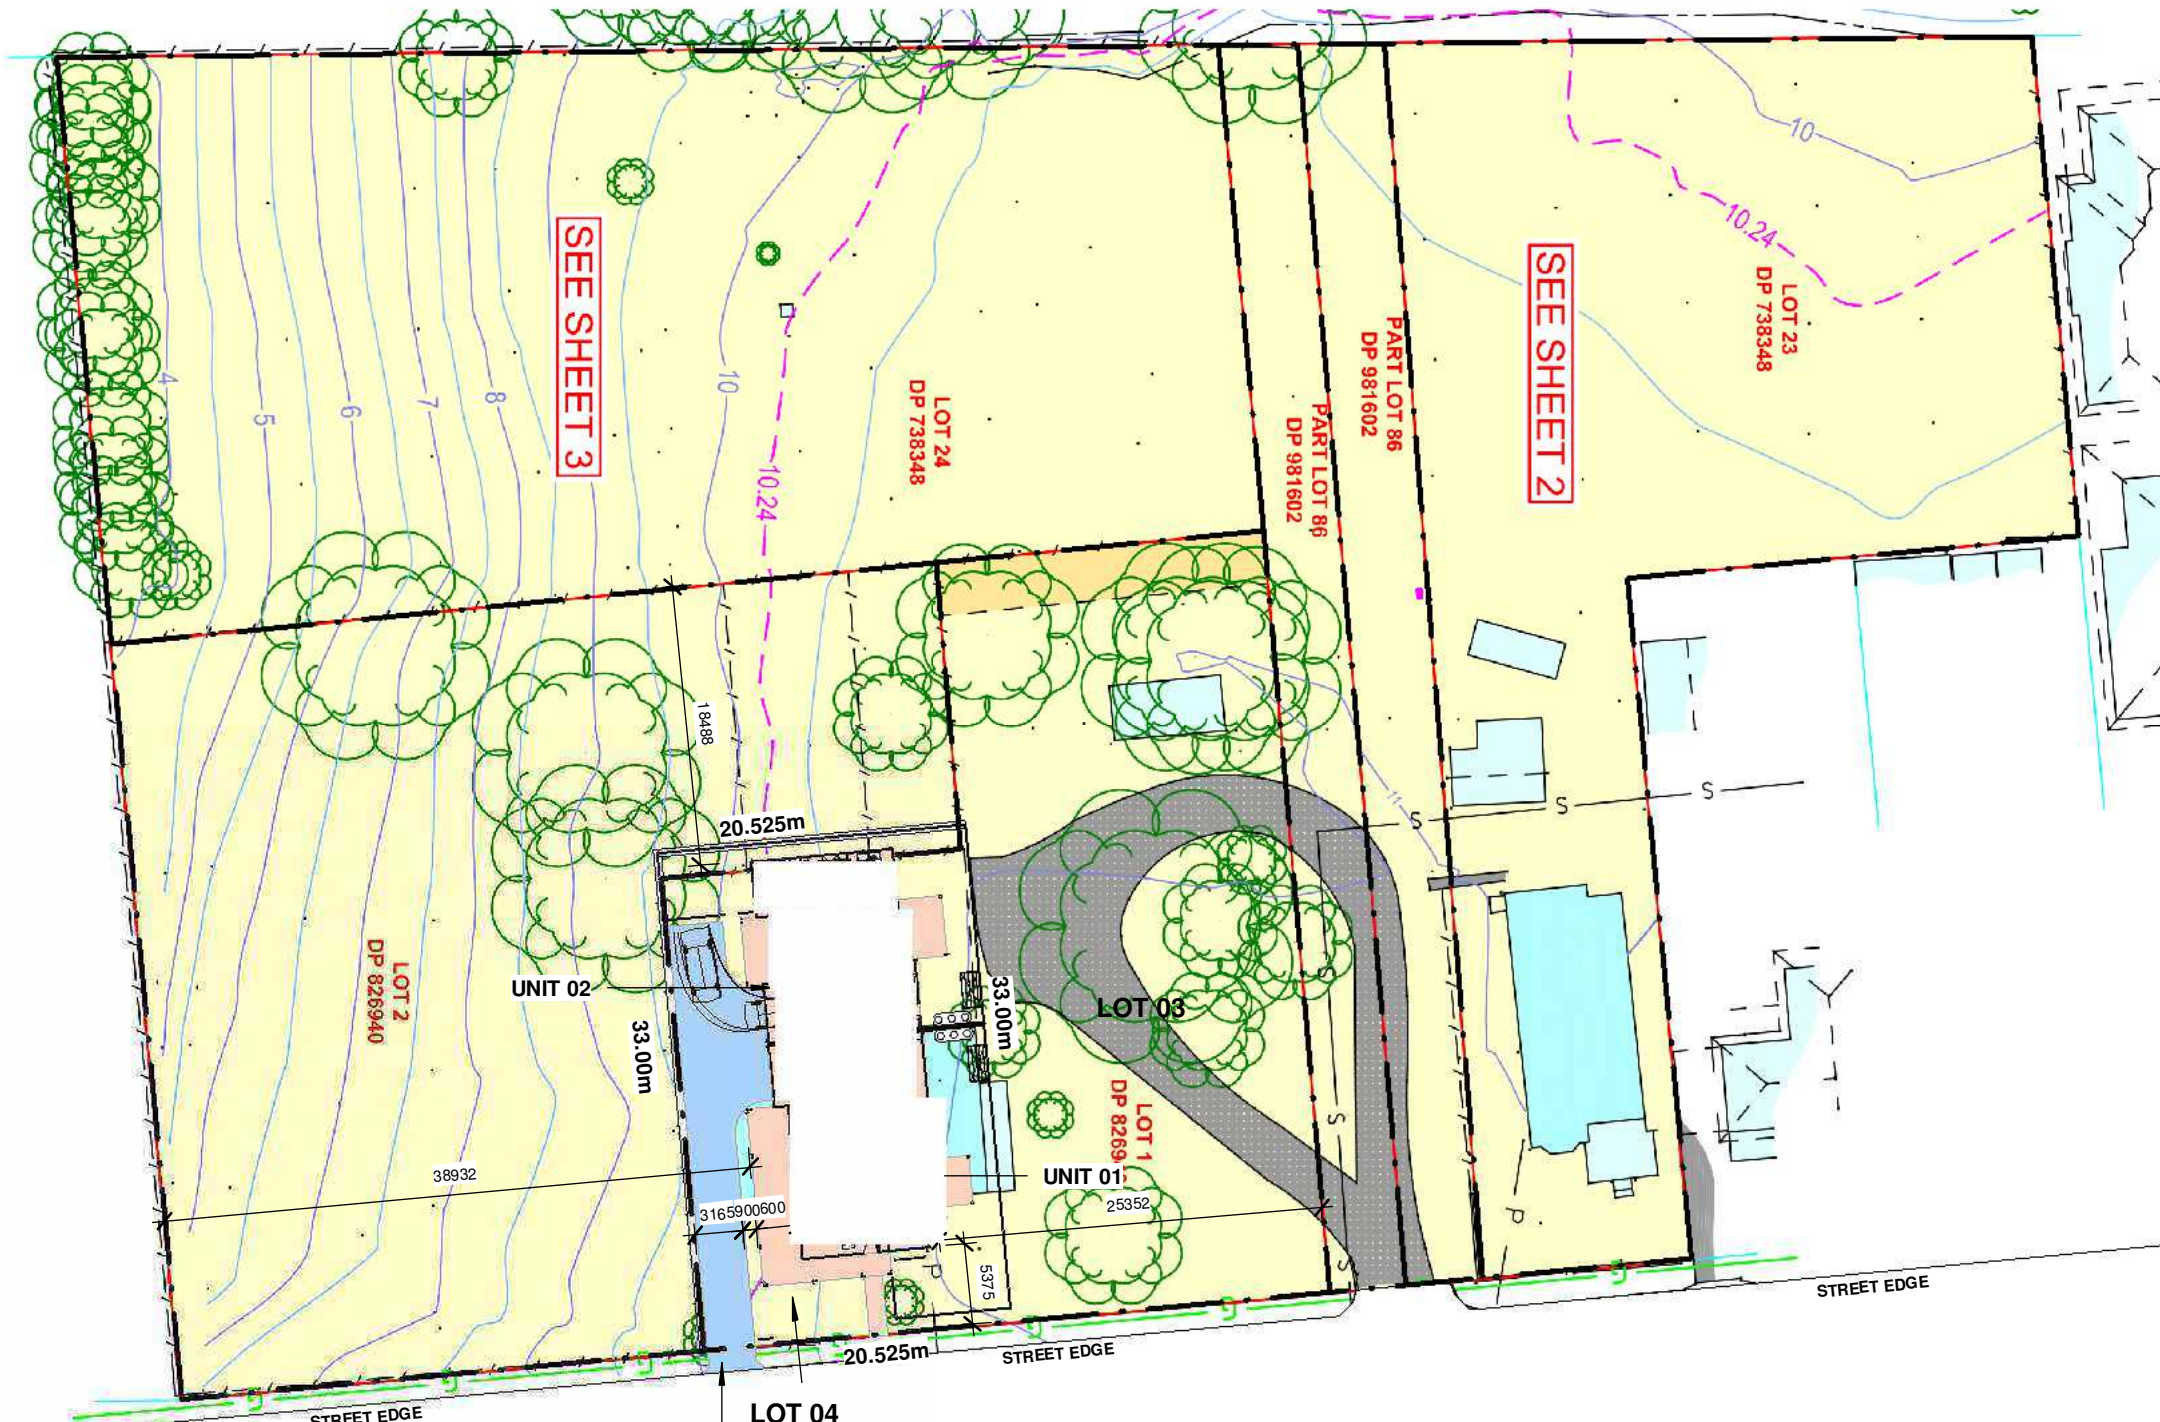 10
10.24
LOT 23
DP 738348
SEE SHEET 3
SEE SHEET 2
PART LOT 86
DP 981602
PART LOT 86
DP 981602
4
5
6
7
8
10
10.24
LOT 24
DP 738348
18488
20.525m
11
S
S
S
LOT 2
DP 826940
UNIT 02
33.00m
33.00m
LOT 03
S
S
S
LOT 1
DP 8269
38932
UNIT 01
3165900600
25352
5375
P
P
20.525m
STREET EDGE
STREET EDGE
STREET EDGE
LOT 04